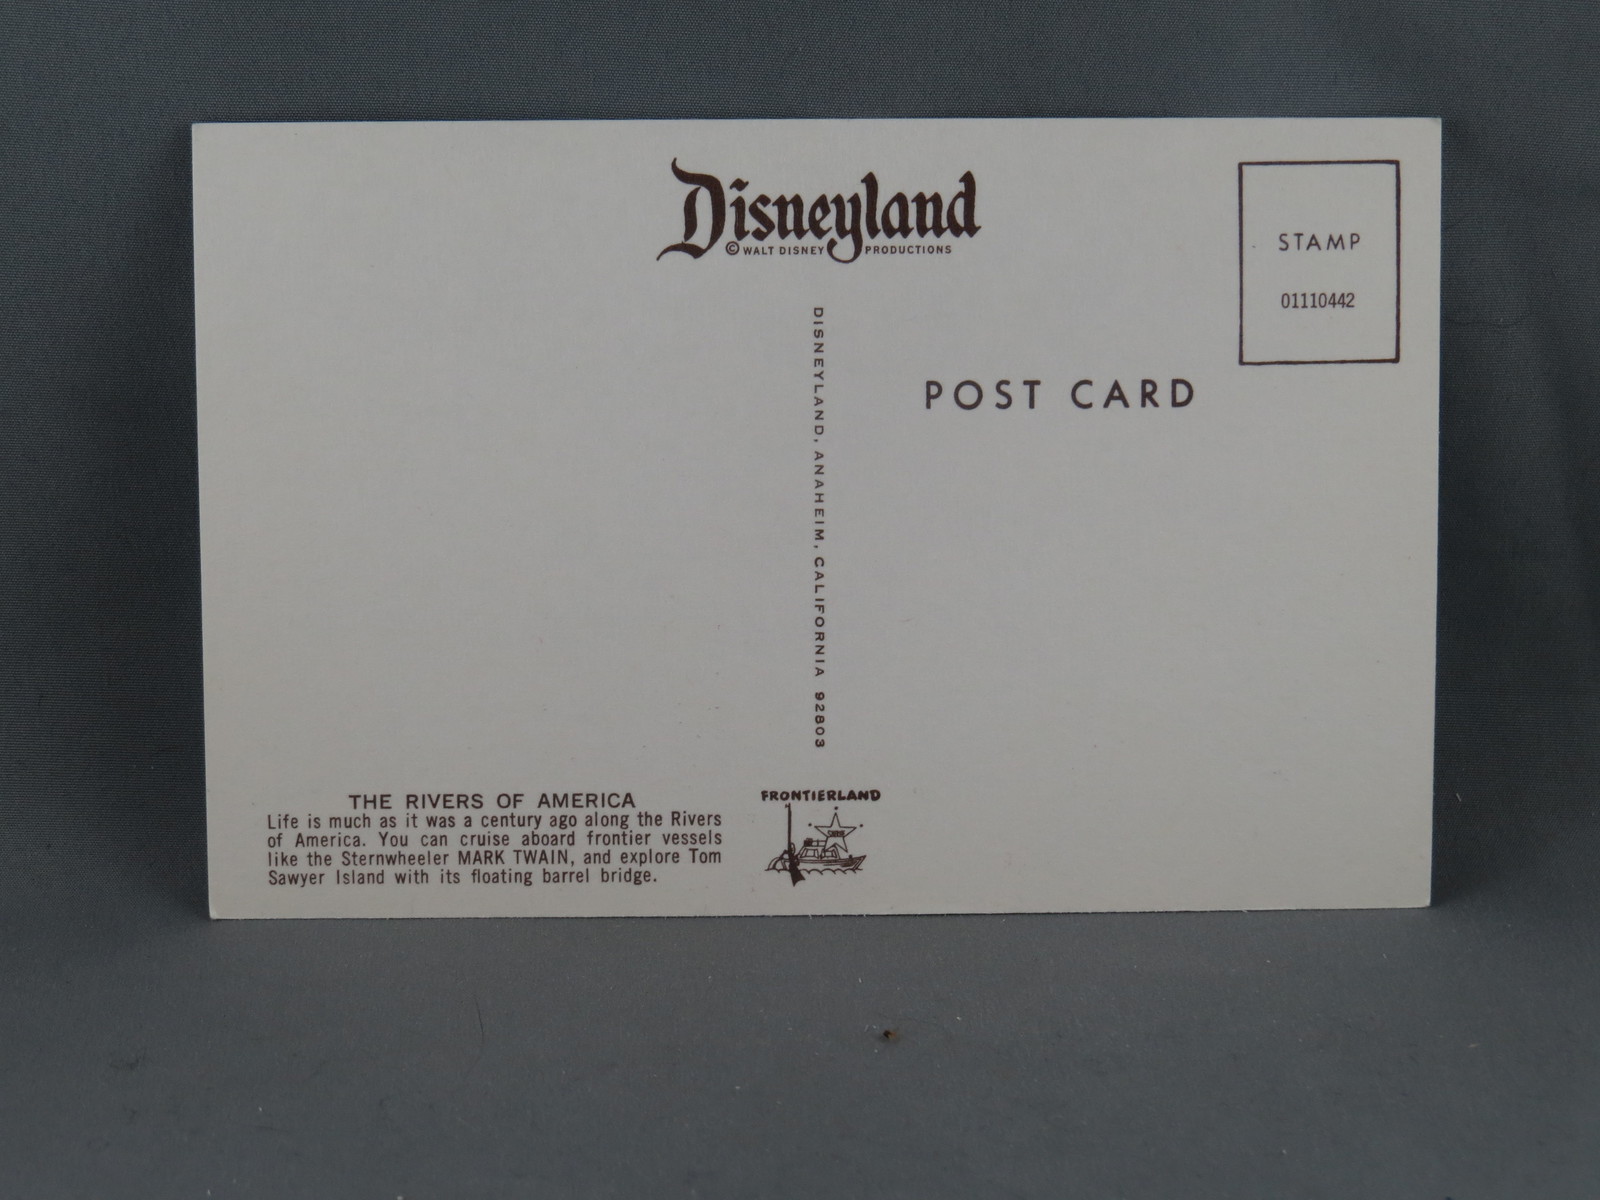 Disneyland
© WALT DISNEY PRODUCTIONS
STAMP
01110442
POST CARD
DISNEYLAND, ANAHEIM, CALIFORNIA 92803
THE RIVERS OF AMERICA
Life is much as it was a century ago along the Rivers
of America. You can cruise aboard frontier vessels
like the Sternwheeler MARK TWAIN, and explore Tom
Sawyer Island with its floating barrel bridge.
FRONTIERLAND